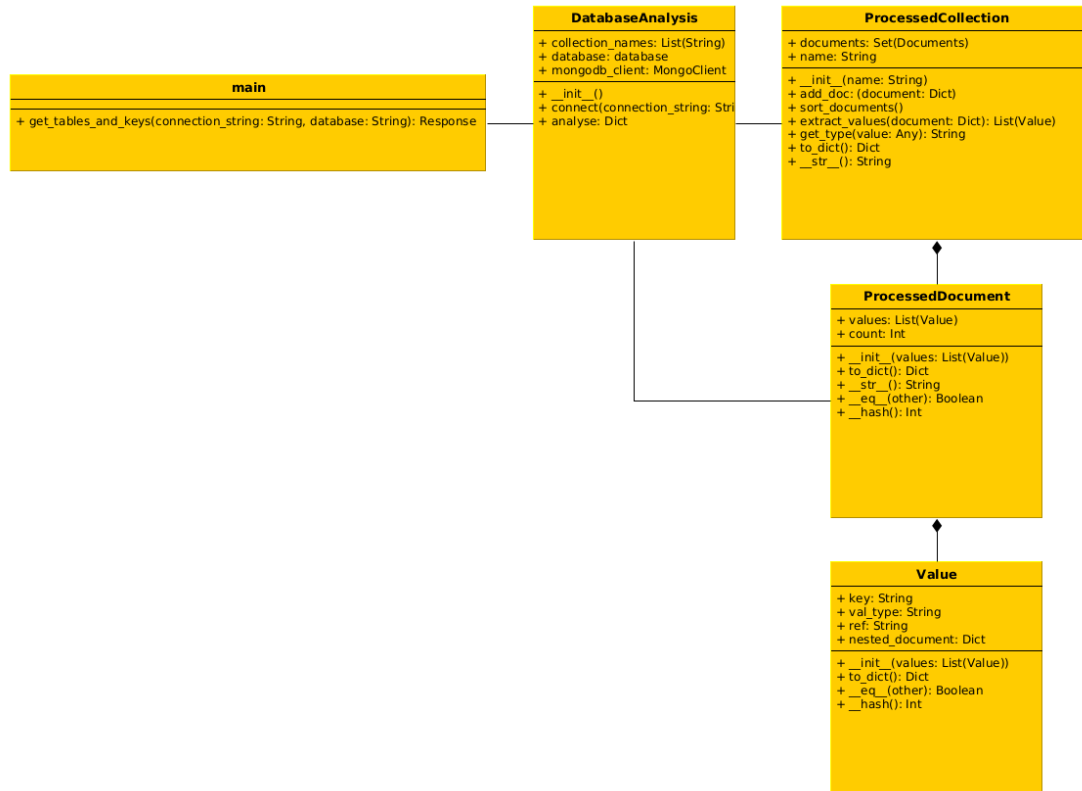 main
+ get_tables_and_keys(connection_string: String, database: String): Response
DatabaseAnalysis
+ collection_names: List(String)
+ database: database
+ mongodb_client: MongoClient
+ __init__()
+ connect(connection_string: Stri
+ analyse: Dict
ProcessedCollection
+ documents: Set(Documents)
+ name: String
+ __init__(name: String)
+ add_doc: (document: Dict)
+ sort_documents()
+ extract_values(document: Dict): List(Value)
+ get_type(value: Any): String
+ to_dict(): Dict
+ __str__(): String
ProcessedDocument
+ values: List(Value)
+ count: Int
+ __init__(values: List(Value))
+ to_dict(): Dict
+ __str__(): String
+ __eq__(other): Boolean
+ __hash(): Int
Value
+ key: String
+ val_type: String
+ ref: String
+ nested_document: Dict
+ __init__(values: List(Value))
+ to_dict(): Dict
+ __eq__(other): Boolean
+ __hash(): Int